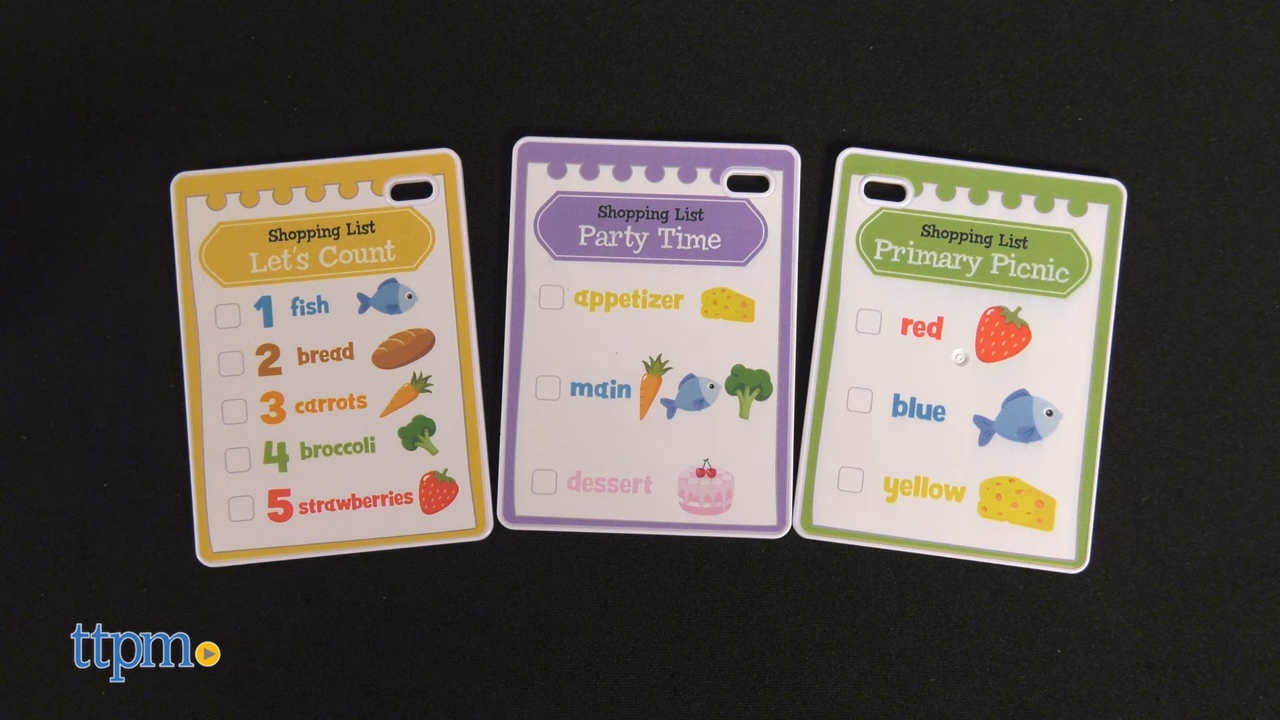 Shopping List
Let's Count
1 fish
2 bread
3 carrots
4 broccoli
5 strawberries
Shopping List
Party Time
appetizer
main
dessert
Shopping List
Primary Picnic
red
blue
yellow
ttpm